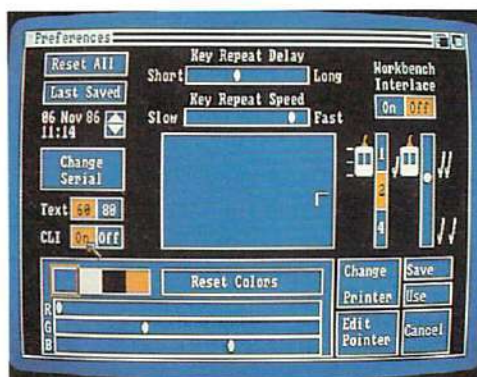 Preferences
Reset All
Last Saved
06 Nov 86
11:14
Change
Serial
Text 60 80
CLI On Off
Key Repeat Delay
Short Long
Key Repeat Speed
Slow Fast
Workbench
Interlace
On Off
1
2
4
Reset Colors
R
G
B
Change
Printer
Edit
Pointer
Save
Use
Cancel